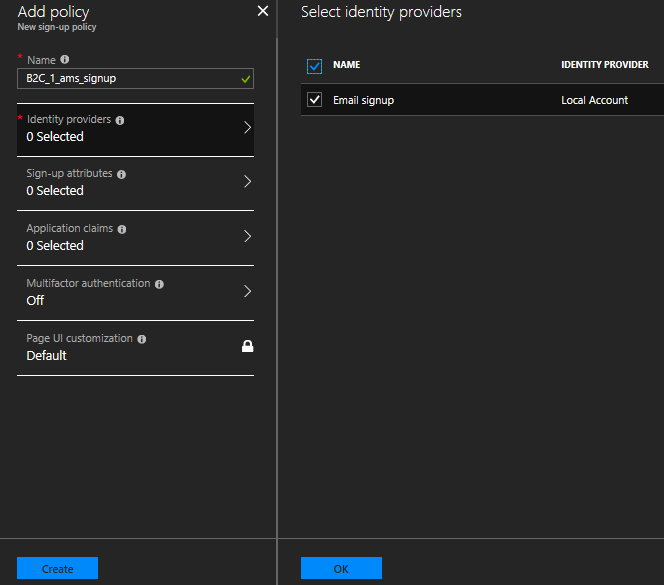 Add policy
New sign-up policy
* Name
B2C_1_ams_signup
* Identity providers
0 Selected
Sign-up attributes
0 Selected
Application claims
0 Selected
Multifactor authentication
Off
Page UI customization
Default
Create
Select identity providers
NAME IDENTITY PROVIDER
Email signup Local Account
OK